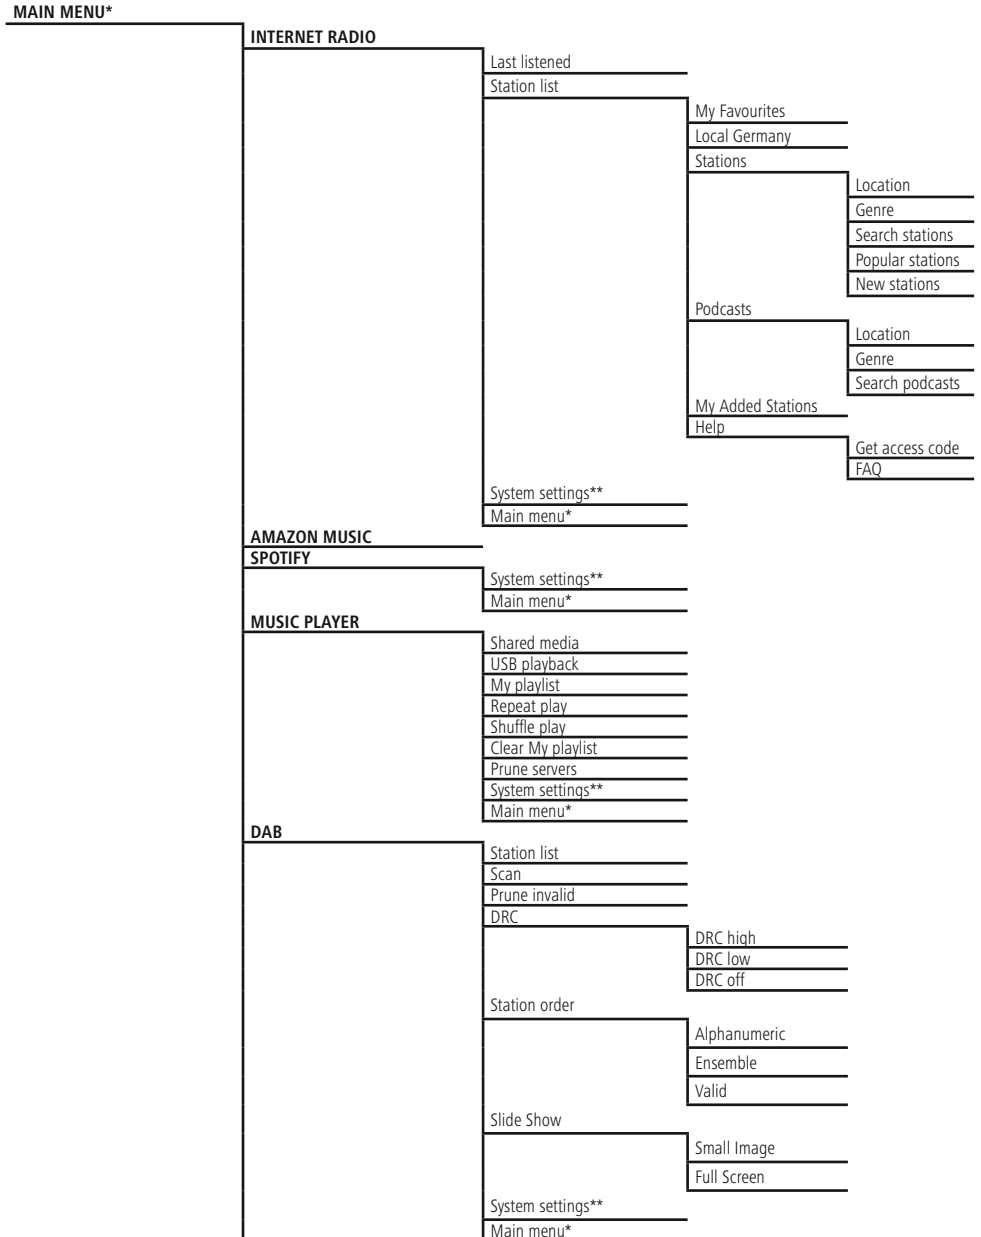 MAIN MENU*
INTERNET RADIO
Last listened
Station list
My Favourites
Local Germany
Stations
Location
Genre
Search stations
Popular stations
New stations
Podcasts
Location
Genre
Search podcasts
My Added Stations
Help
Get access code
FAQ
System settings**
Main menu*
AMAZON MUSIC
SPOTIFY
System settings**
Main menu*
MUSIC PLAYER
Shared media
USB playback
My playlist
Repeat play
Shuffle play
Clear My playlist
Prune servers
System settings**
Main menu*
DAB
Station list
Scan
Prune invalid
DRC
DRC high
DRC low
DRC off
Station order
Alphanumeric
Ensemble
Valid
Slide Show
Small Image
Full Screen
System settings**
Main menu*